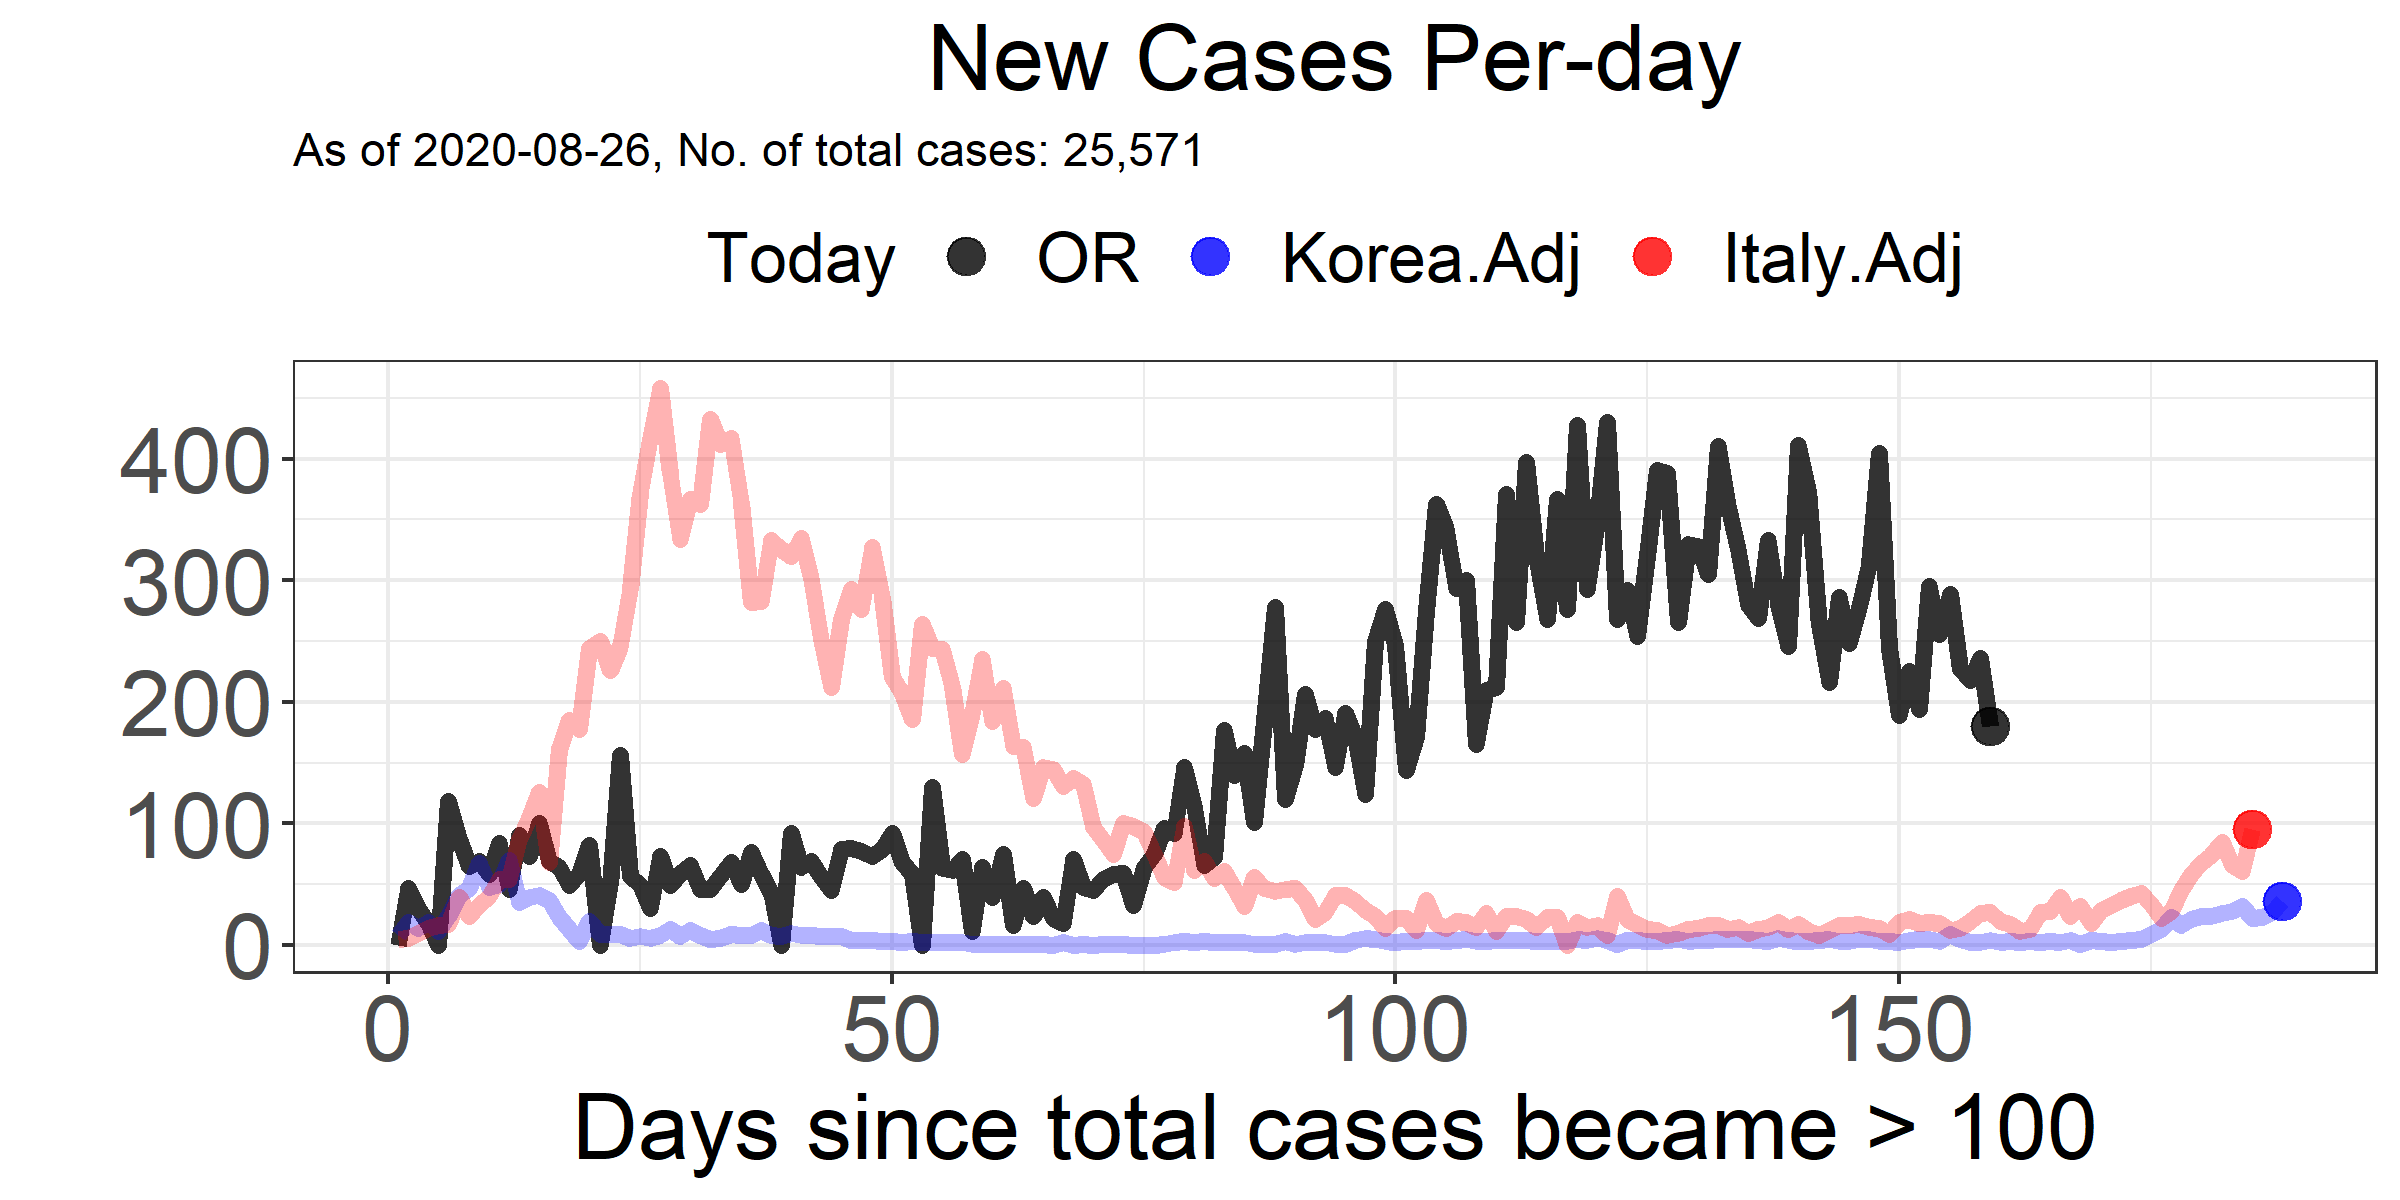 New Cases Per-day
As of 2020-08-26, No. of total cases: 25,571
Today OR Korea.Adj Italy.Adj
400
300
200
100
0
0 50 100 150
Days since total cases became > 100